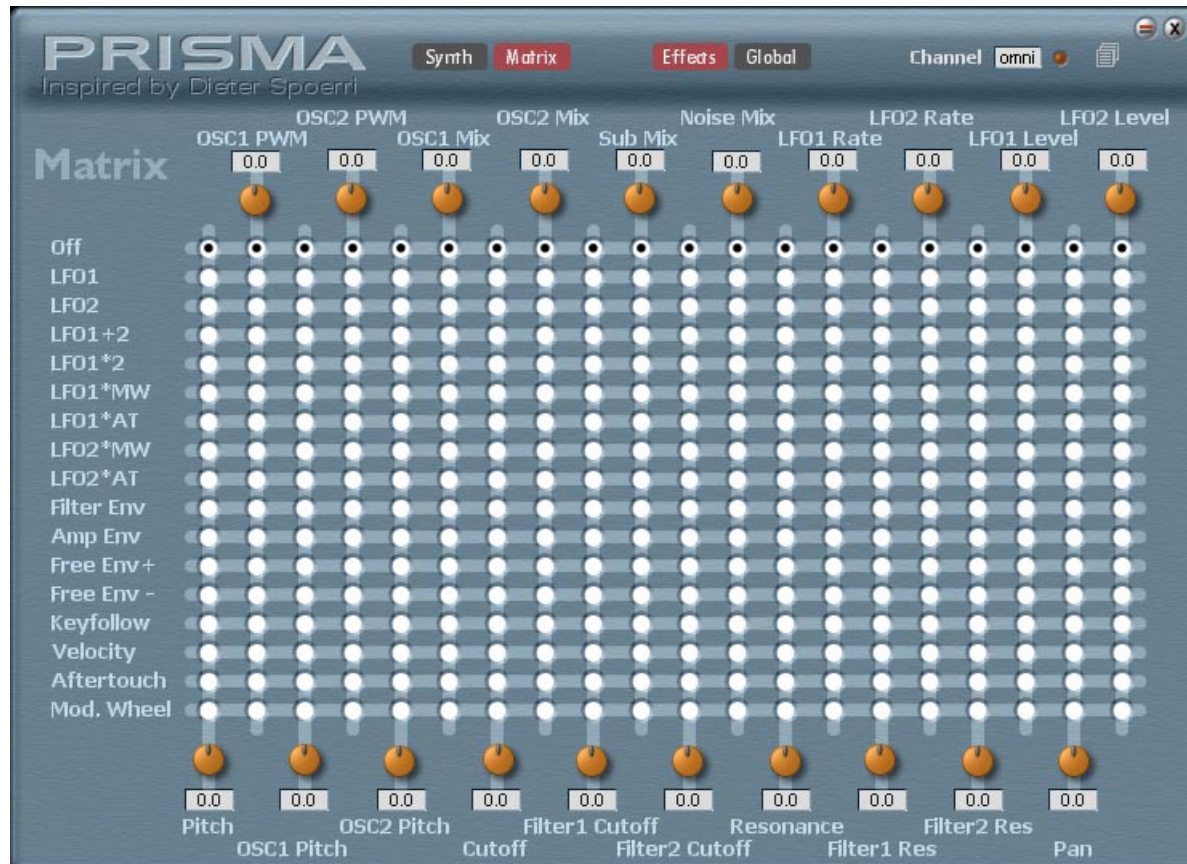 PRISMA
Inspired by Dieter Spoerri
Synth Matrix Effects Global Channel omni
Matrix
OSC2 PWM OSC2 Mix Noise Mix LFO2 Rate LFO2 Level
OSC1 PWM OSC1 Mix Sub Mix LFO1 Rate LFO1 Level
0.0 0.0 0.0 0.0 0.0 0.0 0.0 0.0 0.0 0.0
Off
LFO1
LFO2
LFO1+2
LFO1*2
LFO1*MW
LFO1*AT
LFO2*MW
LFO2*AT
Filter Env
Amp Env
Free Env+
Free Env -
Keyfollow
Velocity
Aftertouch
Mod. Wheel
0.0 0.0 0.0 0.0 0.0 0.0 0.0 0.0 0.0 0.0
Pitch OSC2 Pitch Filter1 Cutoff Resonance Filter2 Res
OSC1 Pitch Cutoff Filter2 Cutoff Filter1 Res Pan